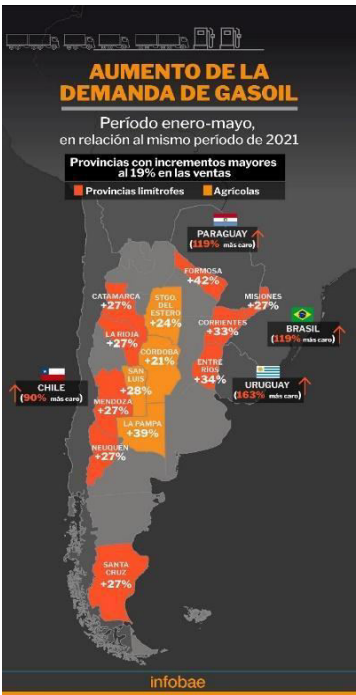 AUMENTO DE LA
DEMANDA DE GASOIL
Período enero-mayo,
en relación al mismo período de 2021
Provincias con incrementos mayores
al 19% en las ventas
Provincias limítrofes
Agrícolas
PARAGUAY
(119% más caro)
FORMOSA
+42%
CATAMARCA
+27%
STGO.
DEL
ESTERO
+24%
MISIONES
+27%
CORRIENTES
+33%
BRASIL
(119% más caro)
LA RIOJA
+27%
CÓRDOBA
+21%
ENTRE
RÍOS
+34%
SAN
LUIS
+28%
CHILE
(90% más caro)
URUGUAY
(163% más caro)
MENDOZA
+27%
LA PAMPA
+39%
NEUQUÉN
+27%
SANTA
CRUZ
+27%
infobae